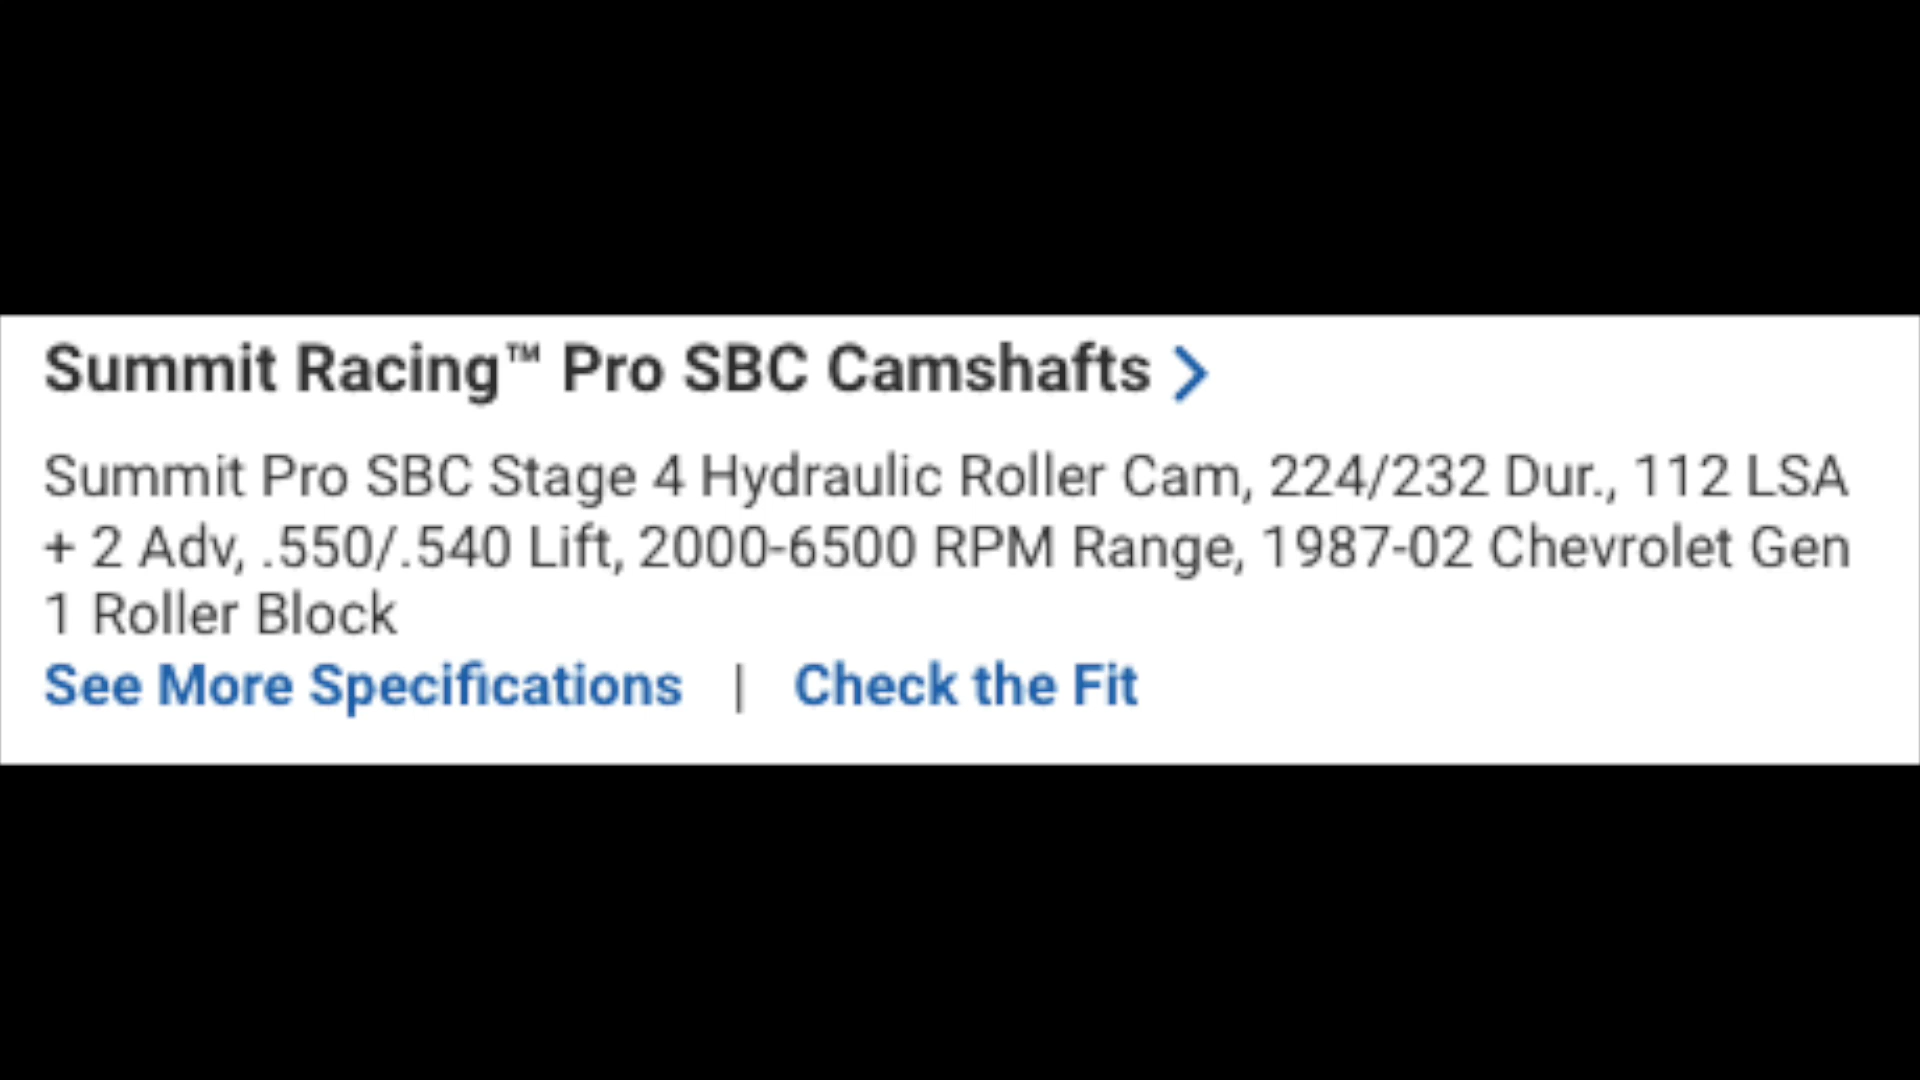 Summit Racing™ Pro SBC Camshafts
Summit Pro SBC Stage 4 Hydraulic Roller Cam, 224/232 Dur., 112 LSA
+ 2 Adv, .550/.540 Lift, 2000-6500 RPM Range, 1987-02 Chevrolet Gen
1 Roller Block
See More Specifications | Check the Fit